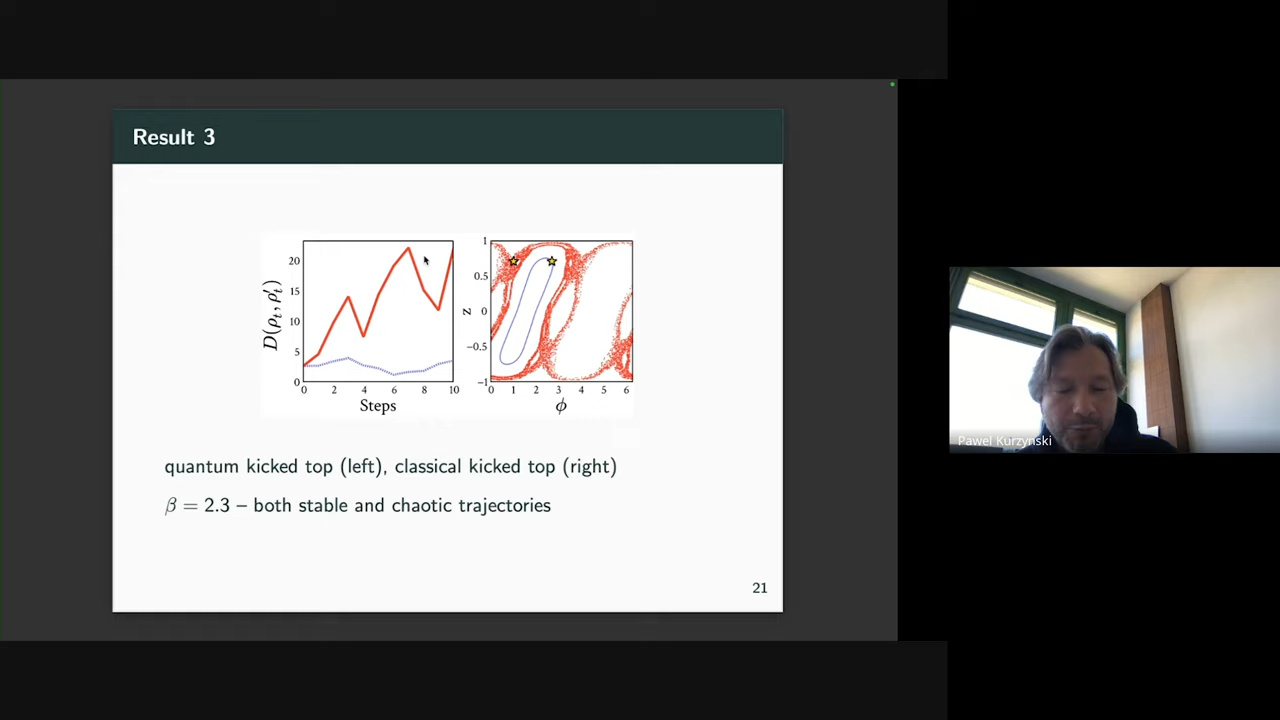 Result 3
D(ρt, ρ′t)
20
15
10
5
0
0 2 4 6 8 10
Steps
z
1
0.5
0
−0.5
−1
0 1 2 3 4 5 6
ϕ
quantum kicked top (left), classical kicked top (right)
β = 2.3 – both stable and chaotic trajectories
21
Pawel Kurzynski